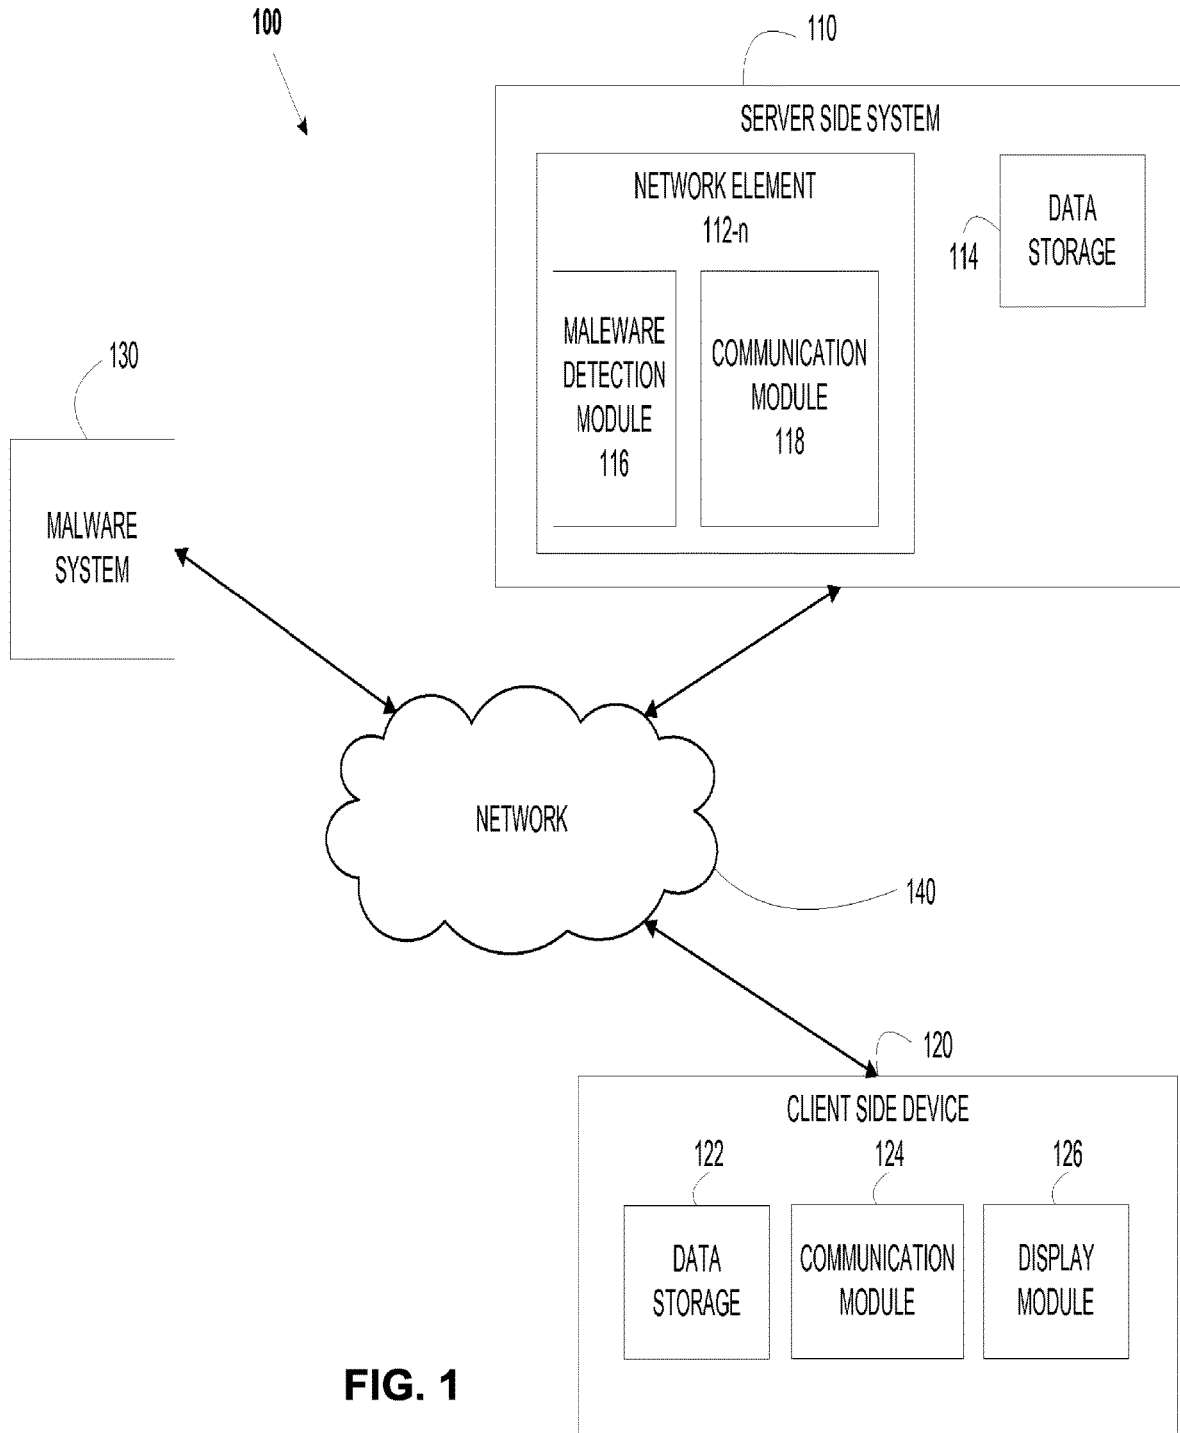 100
110
SERVER SIDE SYSTEM
NETWORK ELEMENT
112-n
DATA
STORAGE
114
MALEWARE
DETECTION
MODULE
116
COMMUNICATION
MODULE
118
130
MALWARE
SYSTEM
NETWORK
140
120
CLIENT SIDE DEVICE
122
124
126
DATA
STORAGE
COMMUNICATION
MODULE
DISPLAY
MODULE
FIG. 1